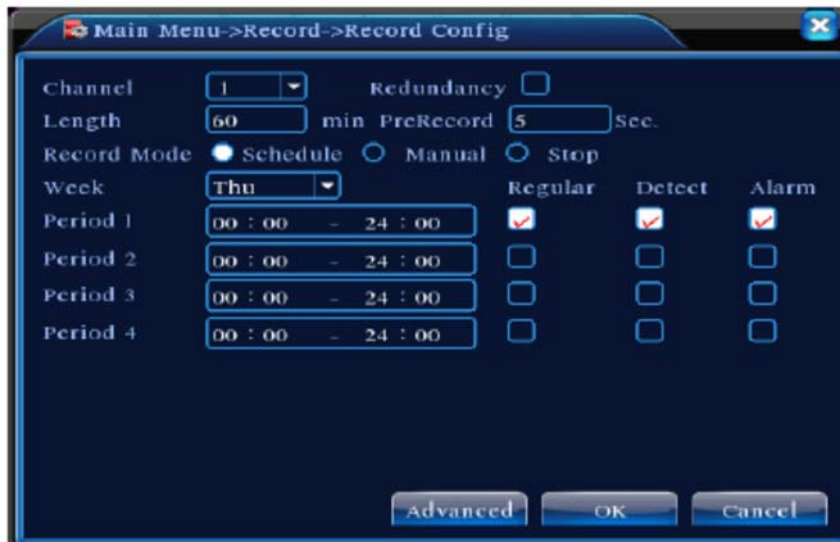 Main Menu->Record->Record Config
Channel 1 Redundancy
Length 60 min PreRecord 5 Sec.
Record Mode Schedule Manual Stop
Week Thu Regular Detect Alarm
Period 1 00 : 00 - 24 : 00
Period 2 00 : 00 - 24 : 00
Period 3 00 : 00 - 24 : 00
Period 4 00 : 00 - 24 : 00
Advanced OK Cancel